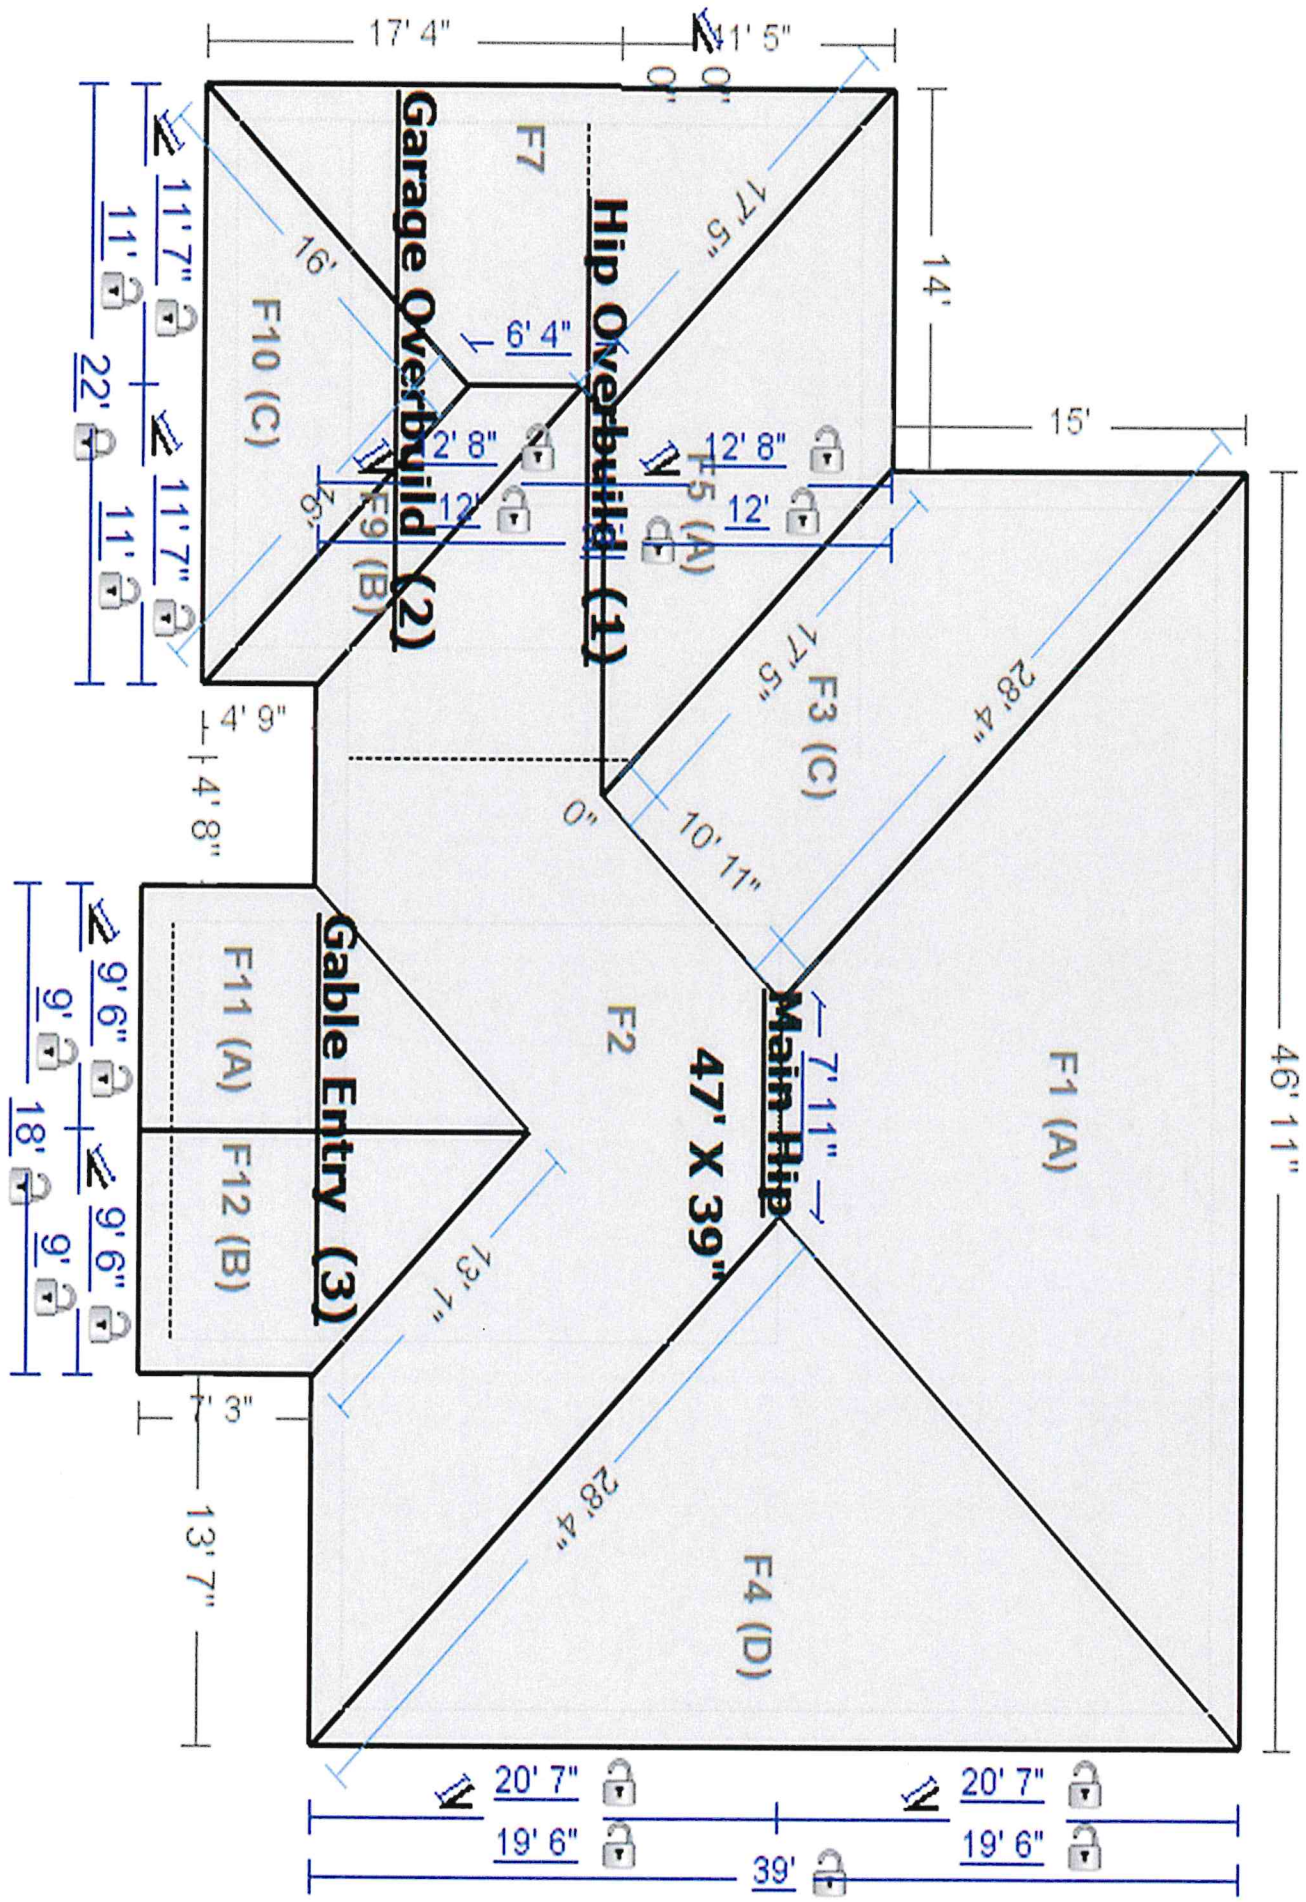 17' 4"
11' 5"
0"
0"
F7
17' 5"
14'
15'
Garage Overbuild (2)
Hip Overbuild (1)
16'
6' 4"
11' 7"
11'
22'
F10 (C)
2' 8"
12' 8"
12'
12'
F5 (A)
F9 (B)
16'
11' 7"
11'
4' 9"
4' 8"
17' 5"
F3 (C)
28' 4"
0"
10' 11"
46' 11"
F1 (A)
Main Hip
7' 11"
47' X 39"
F2
Gable Entry (3)
F11 (A)
F12 (B)
9' 6"
9'
18'
9' 6"
9'
13' 1"
7' 3"
13' 7"
28' 4"
F4 (D)
20' 7"
20' 7"
19' 6"
19' 6"
39'